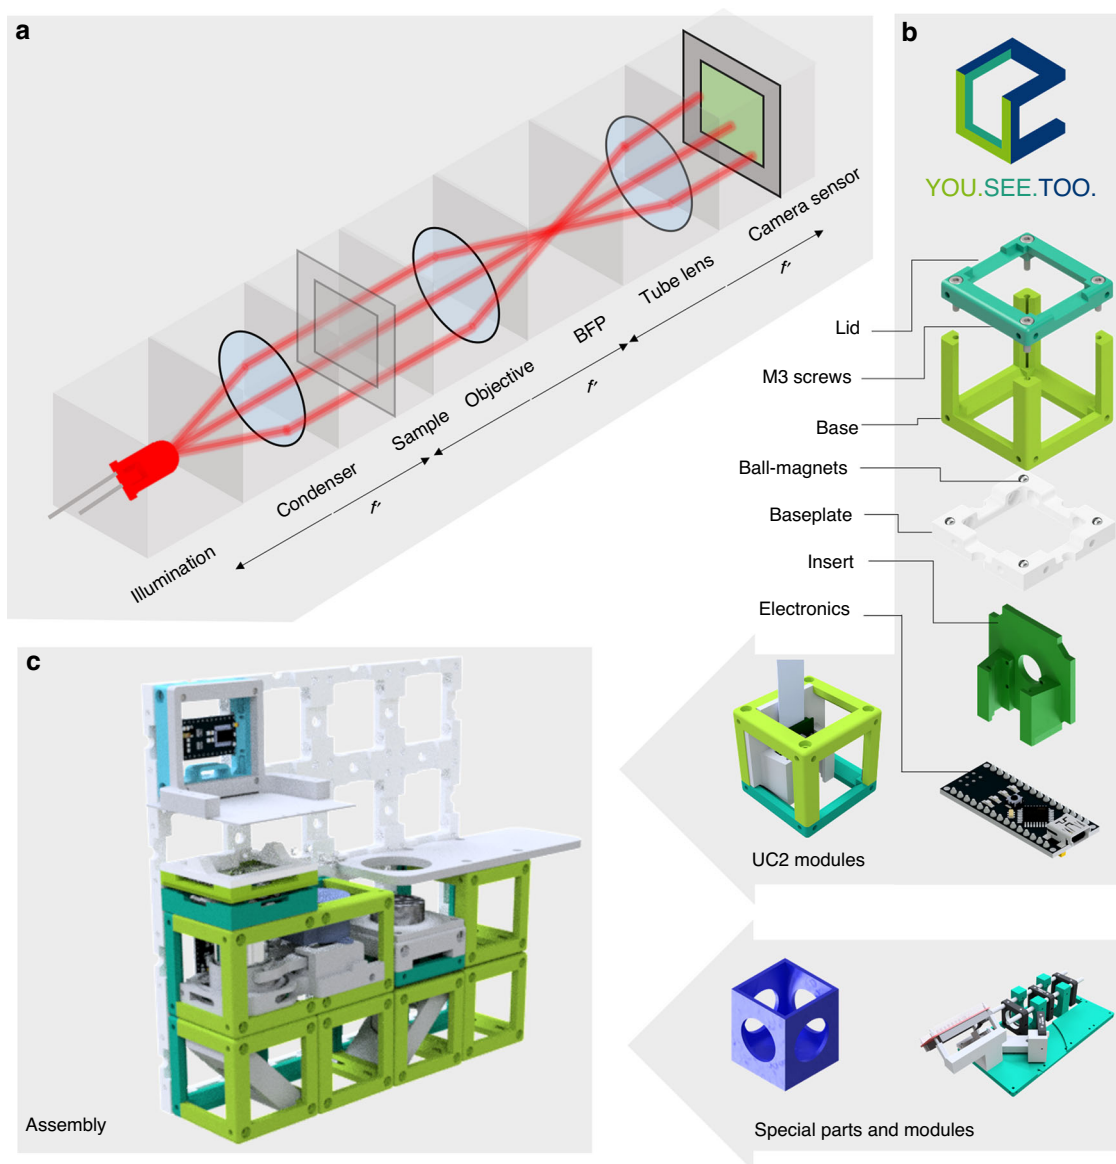 a
Illumination
Condenser
Sample
Objective
BFP
Tube lens
Camera sensor
f'
f'
f'
b
YOU.SEE.TOO.
Lid
M3 screws
Base
Ball-magnets
Baseplate
Insert
Electronics
UC2 modules
Special parts and modules
c
Assembly